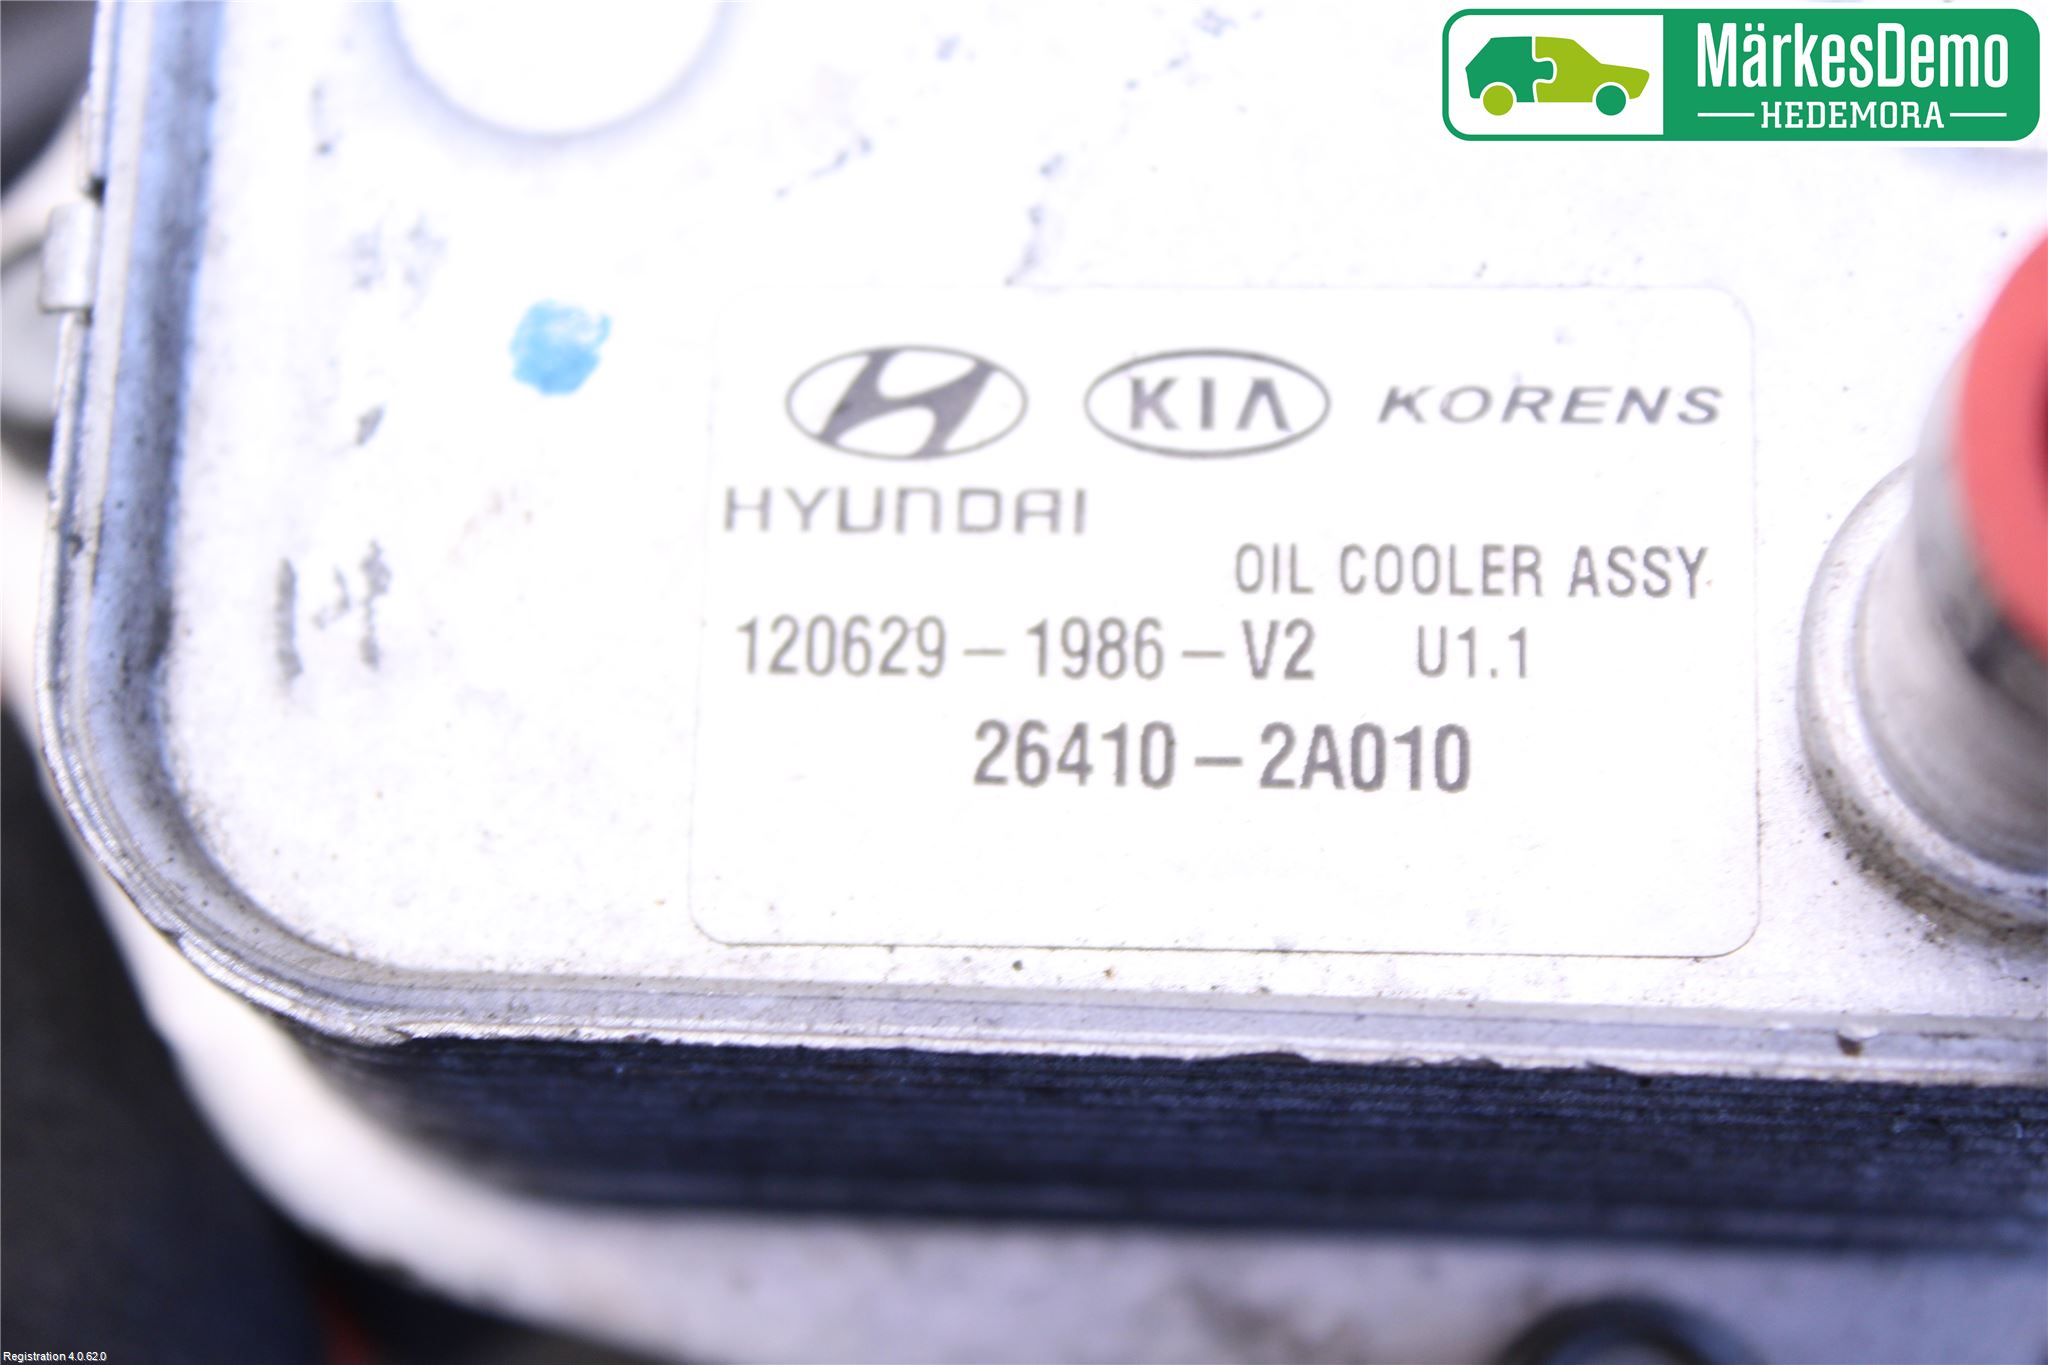 MärkesDemo
HEDEMORA
KIA KORENS
HYUNDAI
OIL COOLER ASSY
120629-1986-V2 U1.1
26410-2A010
Registration 4.0.62.0